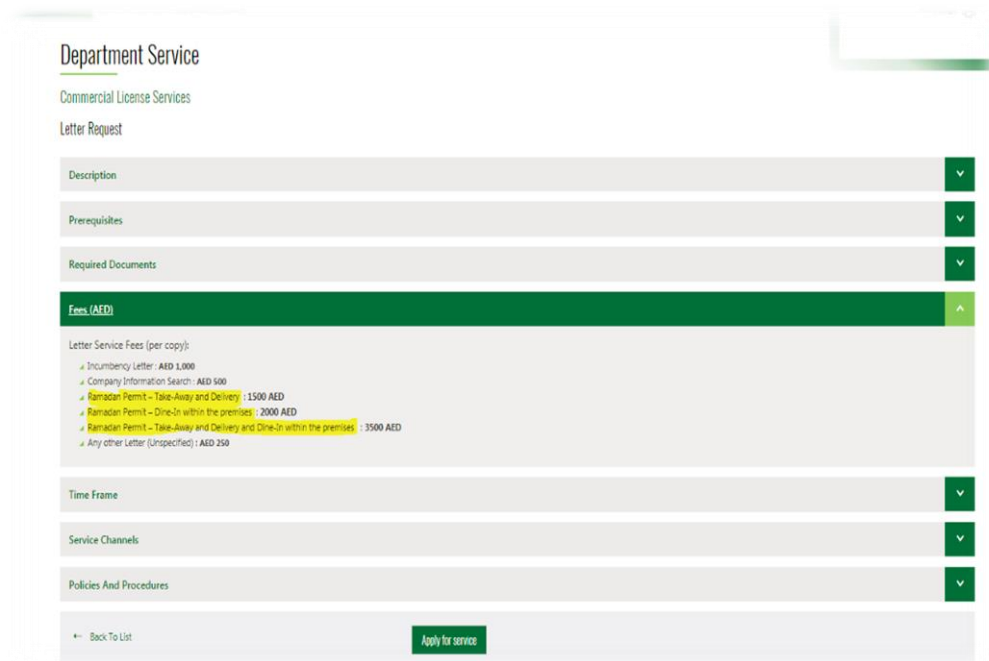 Department Service
Commercial License Services
Letter Request
Description
Prerequisites
Required Documents
Fees (AED)
Letter Service Fees (per copy):
Incumbency Letter : AED 1,000
Company Information Search : AED 500
Ramadan Permit – Take-Away and Delivery : 1500 AED
Ramadan Permit – Dine-In within the premises : 2000 AED
Ramadan Permit – Take-Away and Delivery and Dine-In within the premises : 3500 AED
Any other Letter (Unspecified) : AED 250
Time Frame
Service Channels
Policies And Procedures
← Back To List
Apply for service